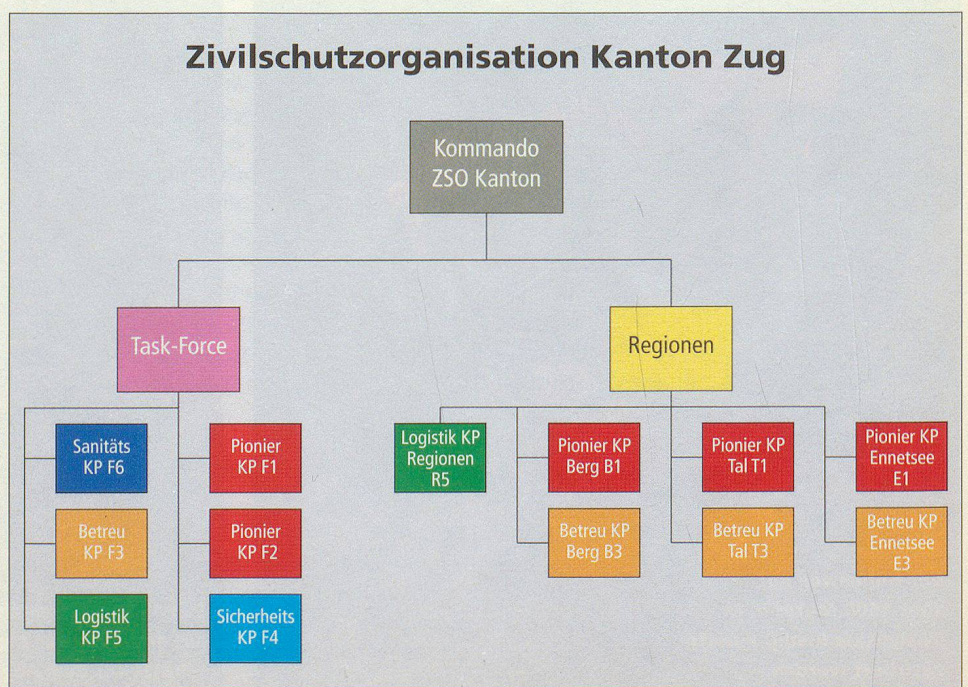 Zivilschutzorganisation Kanton Zug
Kommando
ZSO Kanton
Task-Force
Regionen
Sanitäts
KP F6
Pionier
KP F1
Betreu
KP F3
Pionier
KP F2
Logistik
KP F5
Sicherheits
KP F4
Logistik KP
Regionen
R5
Pionier KP
Berg B1
Pionier KP
Tal T1
Pionier KP
Ennetsee
E1
Betreu KP
Berg B3
Betreu KP
Tal T3
Betreu KP
Ennetsee
E3